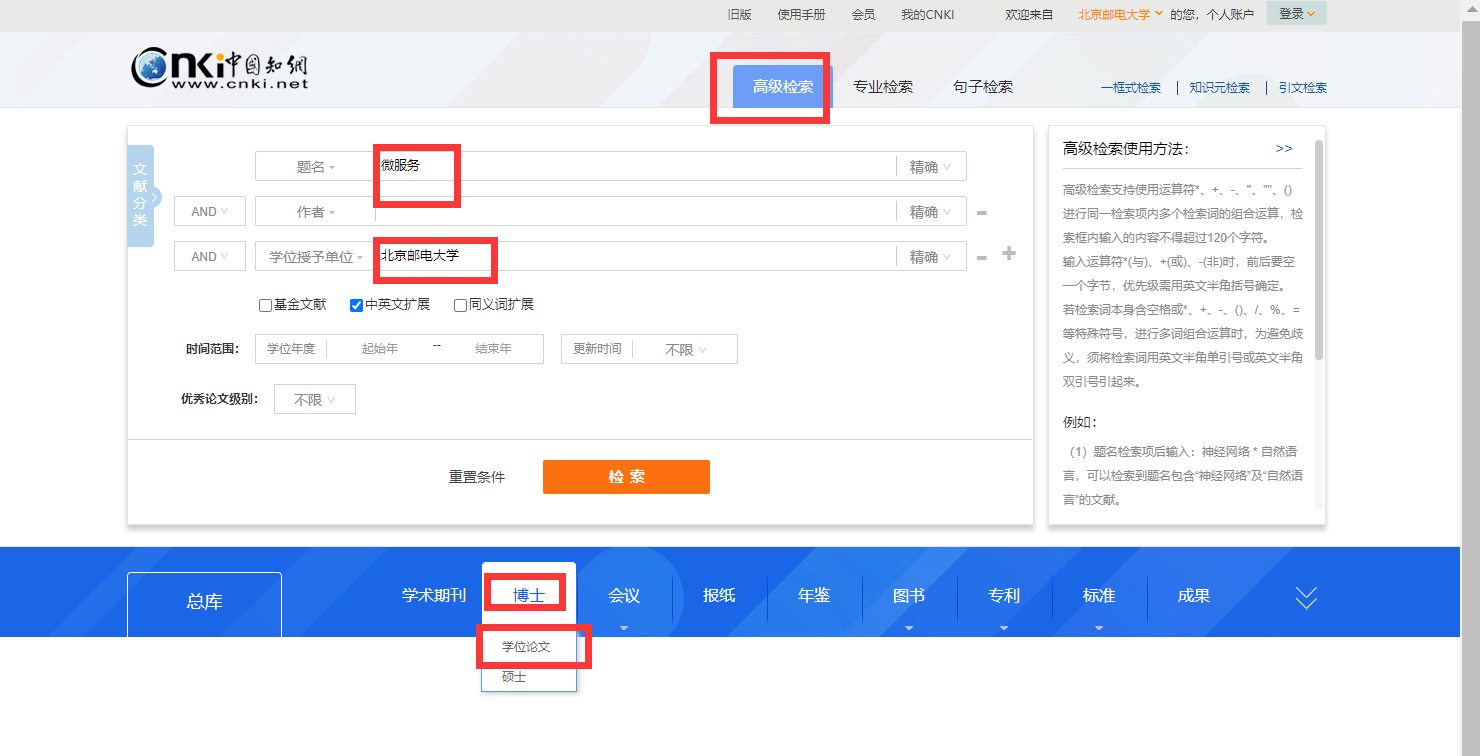 旧版 使用手册 会员 我的CNKI 欢迎来自 北京邮电大学 的您，个人账户 登录
Cnki中国知网
www.cnki.net
高级检索 专业检索 句子检索 一框式检索 | 知识元检索 | 引文检索
文献分类
题名 微服务 精确
AND 作者 精确
AND 学位授予单位 北京邮电大学 精确
基金文献 中英文扩展 同义词扩展
时间范围： 学位年度 起始年 -- 结束年 更新时间 不限
优秀论文级别： 不限
重置条件 检索
高级检索使用方法： >>
高级检索支持使用运算符*、+、-、''、""、()
进行同一检索项内多个检索词的组合运算，检
索框内输入的内容不得超过120个字符。
输入运算符*(与)、+(或)、-(非)时，前后要空
一个字节，优先级需用英文半角括号确定。
若检索词本身含空格或*、+、-、()、/、%、=
等特殊符号，进行多词组合运算时，为避免歧
义，须将检索词用英文半角单引号或英文半角
双引号引起来。
例如：
（1）题名检索项后输入：神经网络 * 自然语
言，可以检索到题名包含“神经网络”及“自然语
言”的文献。
总库 学术期刊 博士 会议 报纸 年鉴 图书 专利 标准 成果
学位论文
硕士